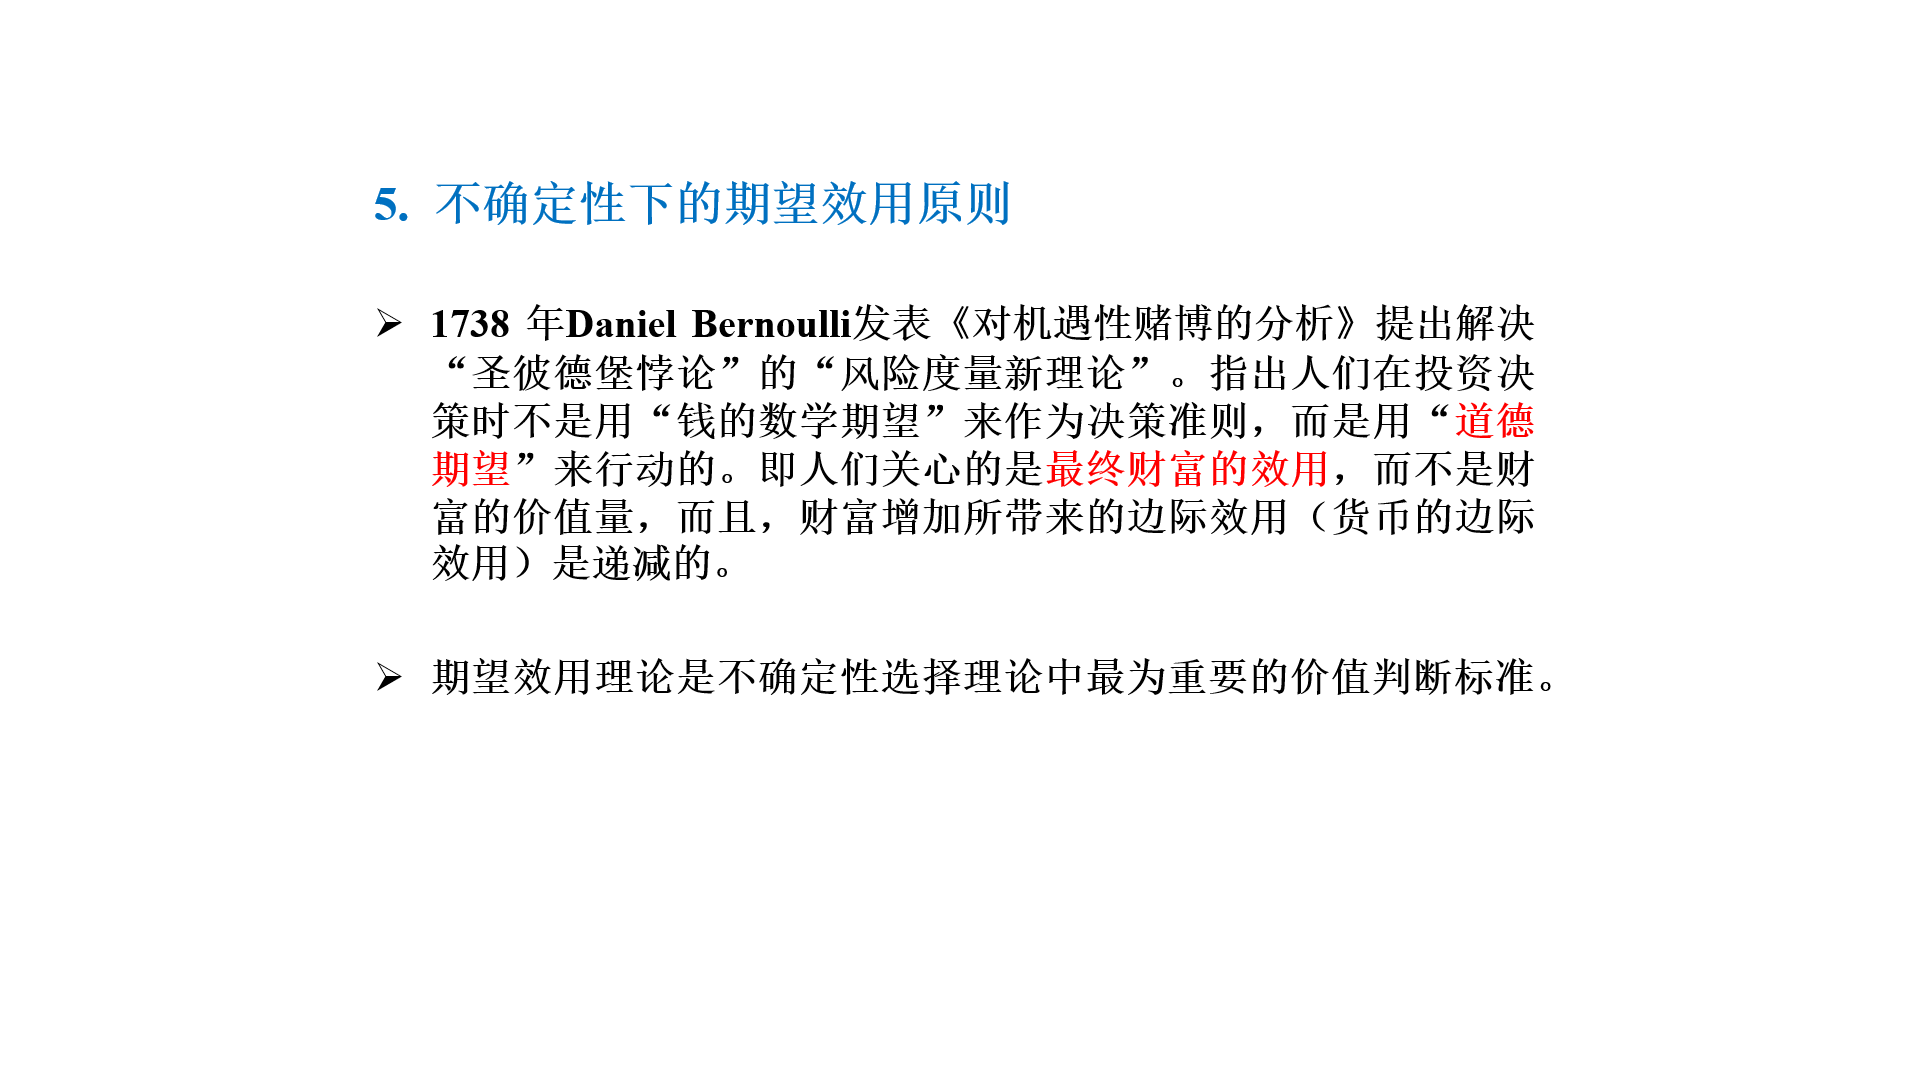 5. 不确定性下的期望效用原则
➢ 1738 年Daniel Bernoulli发表《对机遇性赌博的分析》提出解决
“圣彼德堡悖论”的“风险度量新理论”。指出人们在投资决
策时不是用“钱的数学期望”来作为决策准则，而是用“道德
期望”来行动的。即人们关心的是最终财富的效用，而不是财
富的价值量，而且，财富增加所带来的边际效用（货币的边际
效用）是递减的。
➢ 期望效用理论是不确定性选择理论中最为重要的价值判断标准。